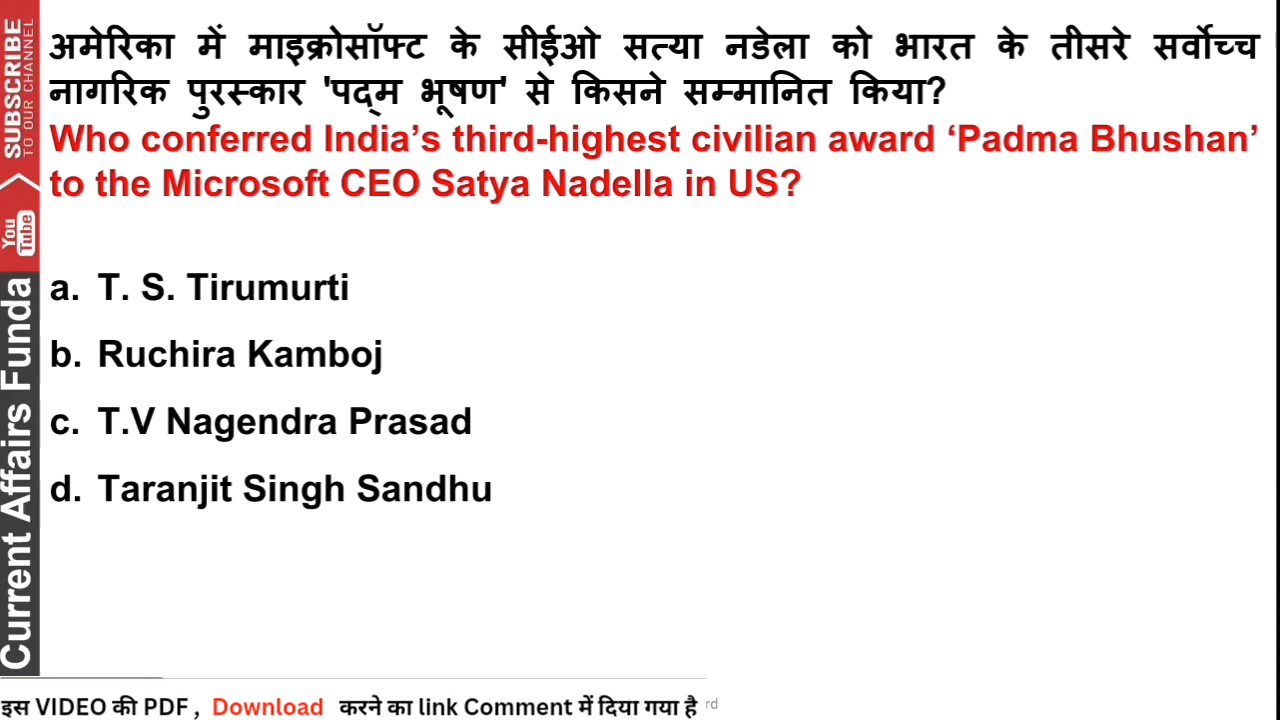 अमेरिका में माइक्रोसॉफ्ट के सीईओ सत्या नडेला को भारत के तीसरे सर्वोच्च
नागरिक पुरस्कार 'पद्म भूषण' से किसने सम्मानित किया?
Who conferred India’s third-highest civilian award ‘Padma Bhushan’
to the Microsoft CEO Satya Nadella in US?
a. T. S. Tirumurti
b. Ruchira Kamboj
c. T.V Nagendra Prasad
d. Taranjit Singh Sandhu
SUBSCRIBE
TO OUR CHANNEL
You Tube
Current Affairs Funda
इस VIDEO की PDF , Download करने का link Comment में दिया गया है rd